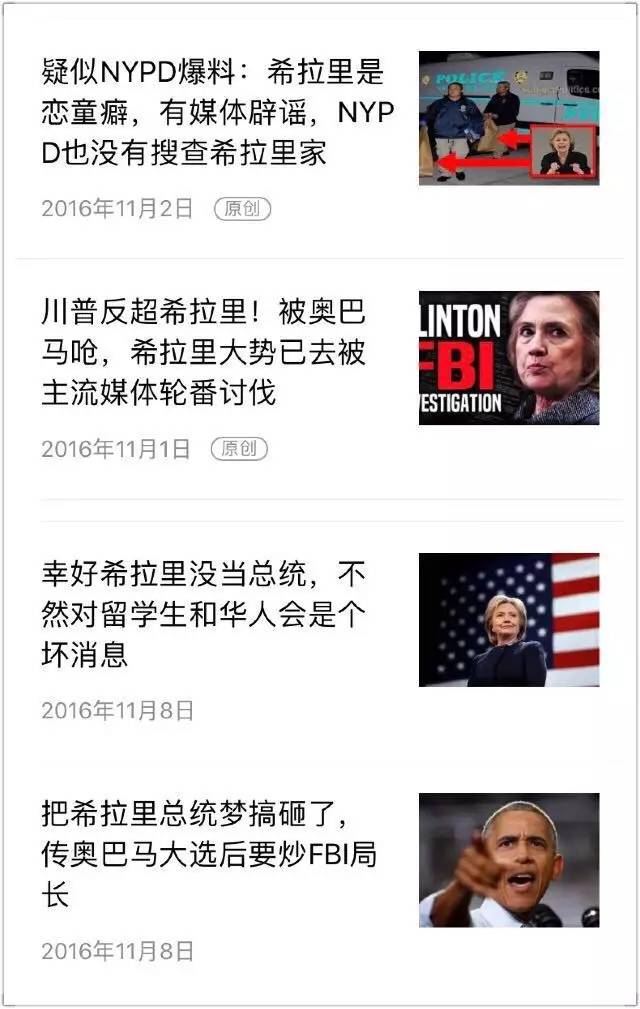 疑似NYPD爆料：希拉里是
恋童癖，有媒体辟谣，NYP
D也没有搜查希拉里家
2016年11月2日 原创
POLICE
川普反超希拉里！被奥巴
马呛，希拉里大势已去被
主流媒体轮番讨伐
2016年11月1日 原创
LINTON
FBI
VESTIGATION
幸好希拉里没当总统，不
然对留学生和华人会是个
坏消息
2016年11月8日
把希拉里总统梦搞砸了，
传奥巴马大选后要炒FBI局
长
2016年11月8日